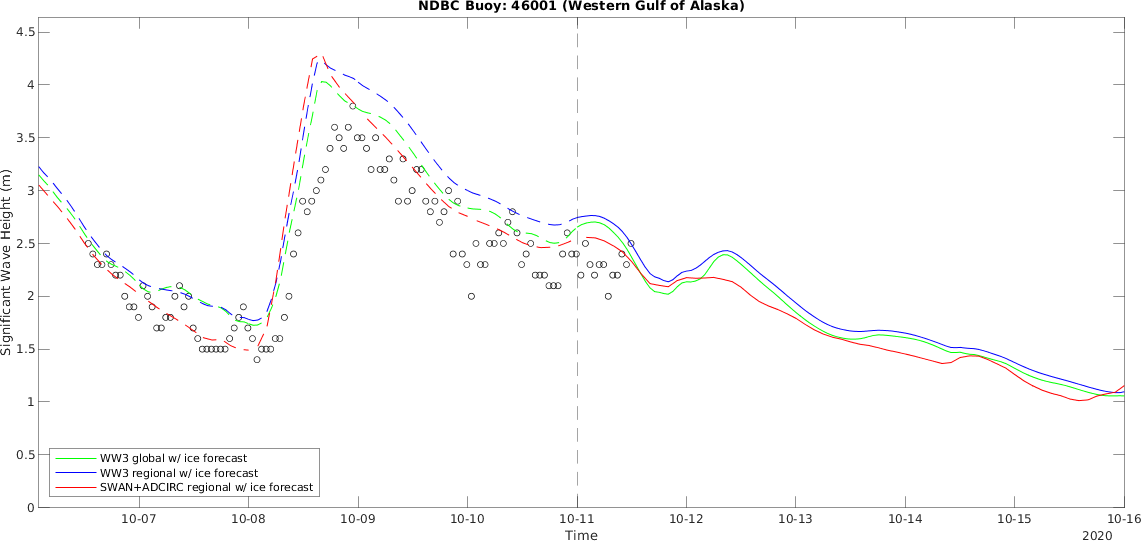 NDBC Buoy: 46001 (Western Gulf of Alaska)
4.5
4
3.5
3
2.5
2
1.5
1
0.5
0
Significant Wave Height (m)
WW3 global w/ ice forecast
WW3 regional w/ ice forecast
SWAN+ADCIRC regional w/ ice forecast
10-07 10-08 10-09 10-10 10-11 10-12 10-13 10-14 10-15 10-16
Time
2020